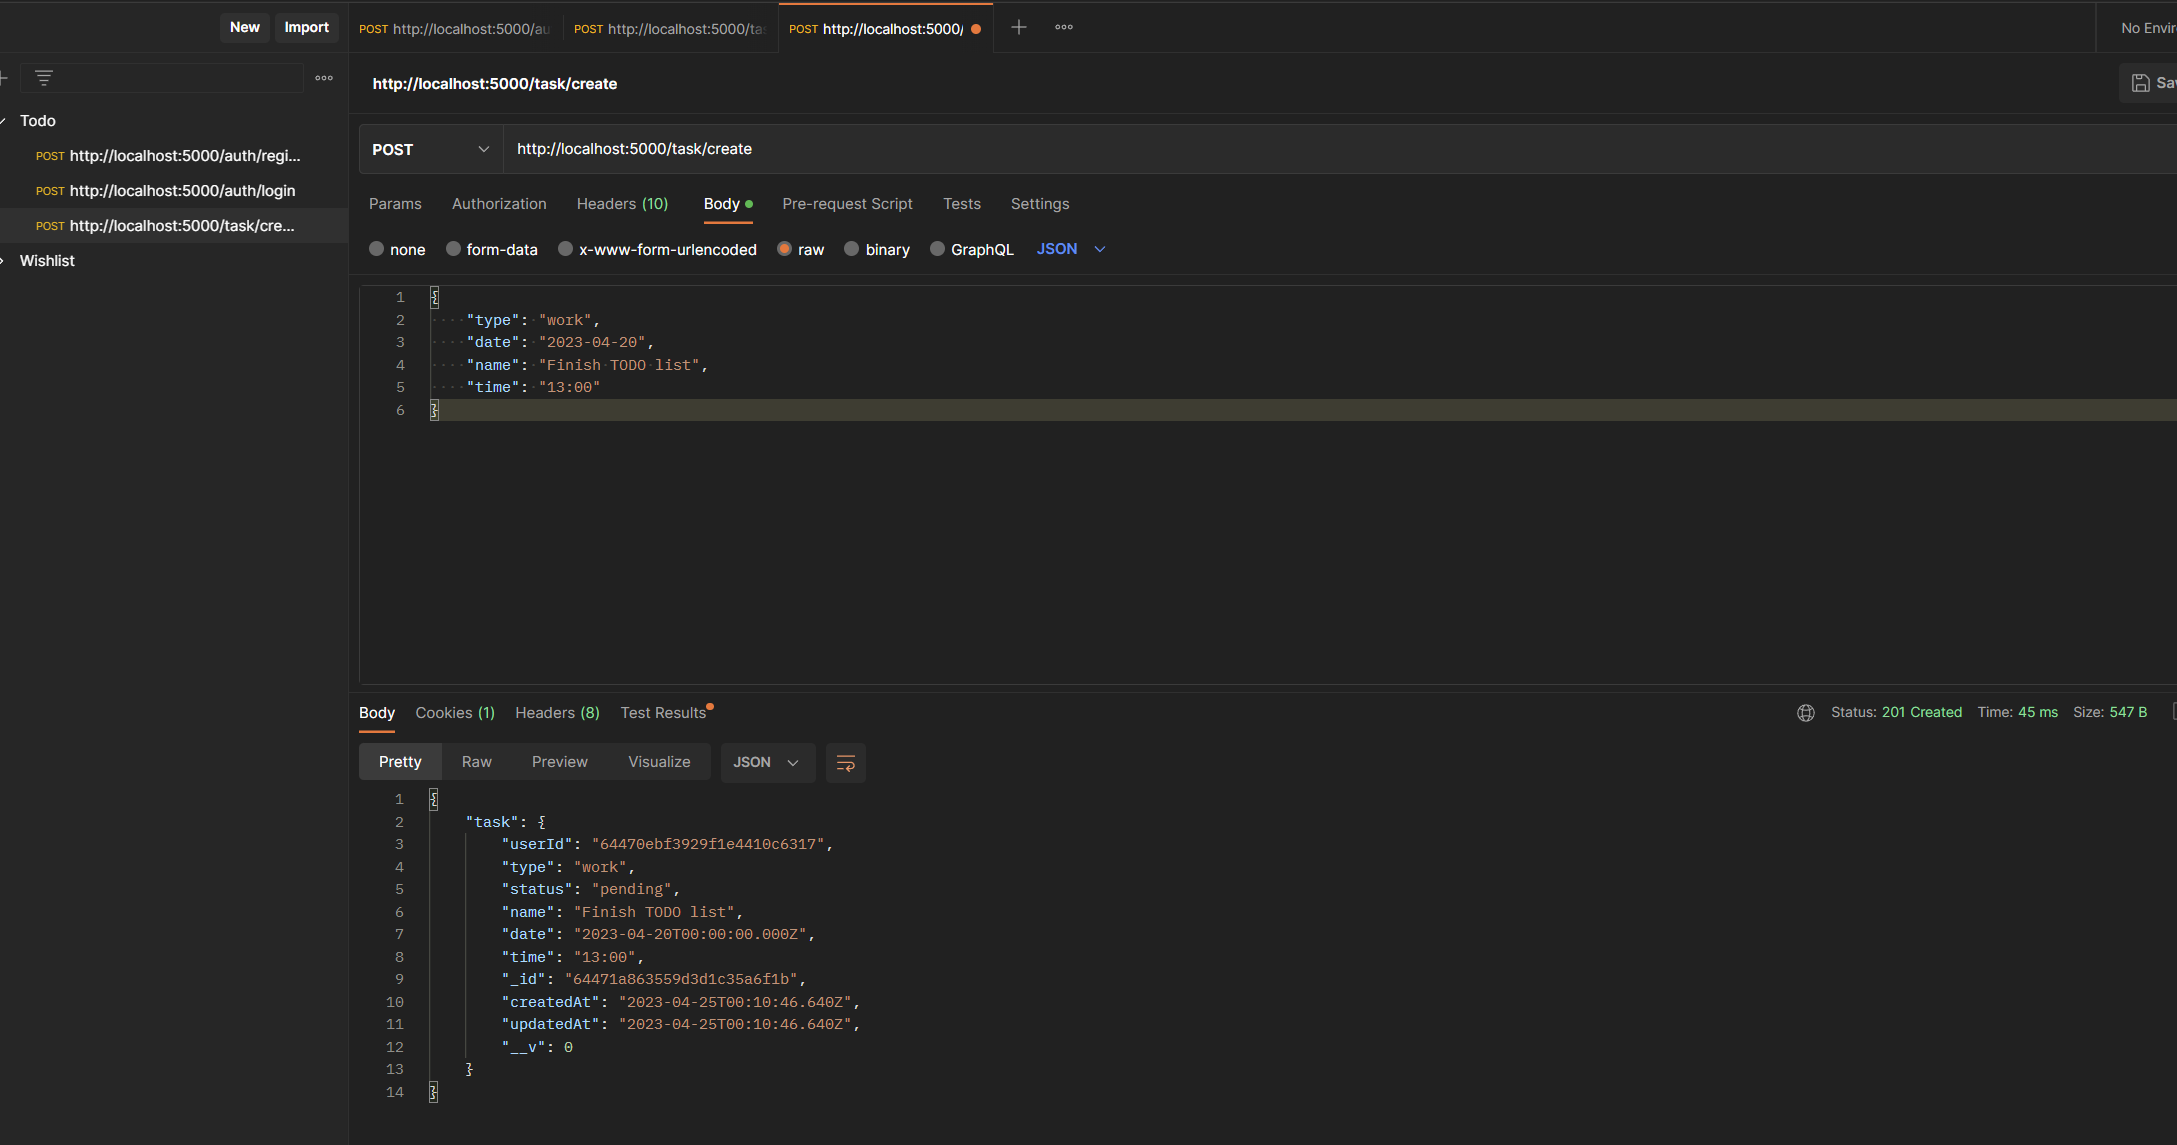 New Import
POST http://localhost:5000/au
POST http://localhost:5000/ta
POST http://localhost:5000/
No Envir
http://localhost:5000/task/create
Sav
Todo
POST http://localhost:5000/auth/regi...
POST http://localhost:5000/auth/login
POST http://localhost:5000/task/cre...
Wishlist
POST http://localhost:5000/task/create
Params Authorization Headers (10) Body Pre-request Script Tests Settings
none form-data x-www-form-urlencoded raw binary GraphQL JSON
1 {
2 "type": "work",
3 "date": "2023-04-20",
4 "name": "Finish TODO list",
5 "time": "13:00"
6 }
Body Cookies (1) Headers (8) Test Results
Status: 201 Created Time: 45 ms Size: 547 B
Pretty Raw Preview Visualize JSON
1 {
2 "task": {
3 "userId": "64470ebf3929f1e4410c6317",
4 "type": "work",
5 "status": "pending",
6 "name": "Finish TODO list",
7 "date": "2023-04-20T00:00:00.000Z",
8 "time": "13:00",
9 "_id": "64471a863559d3d1c35a6f1b",
10 "createdAt": "2023-04-25T00:10:46.640Z",
11 "updatedAt": "2023-04-25T00:10:46.640Z",
12 "__v": 0
13 }
14 }